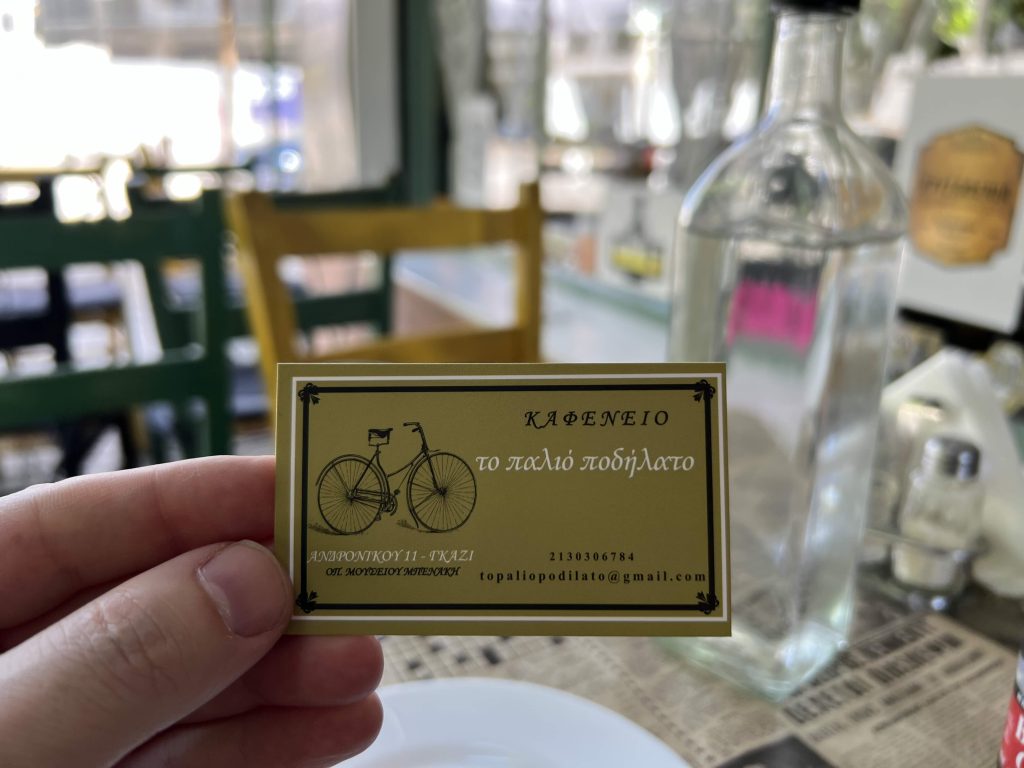 ΚΑΦΕΝΕΙΟ
το παλιό ποδήλατο
ΑΝΔΡΟΝΙΚΟΥ 11 - ΓΚΑΖΙ
ΟΠ. ΜΟΥΣΕΙΟΥ ΜΠΕΝΑΚΗ
2130306784
topaliopodilato@gmail.com